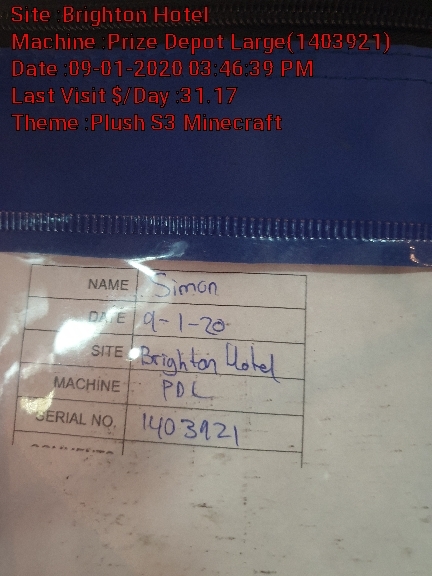 Site :Brighton Hotel
Machine :Prize Depot Large(1403921)
Date :09-01-2020 03:46:39 PM
Last Visit $/Day :31.17
Theme :Plush S3 Minecraft
NAME Simon
DATE 9-1-20
SITE Brighton Hotel
MACHINE PDL
SERIAL NO. 1403921